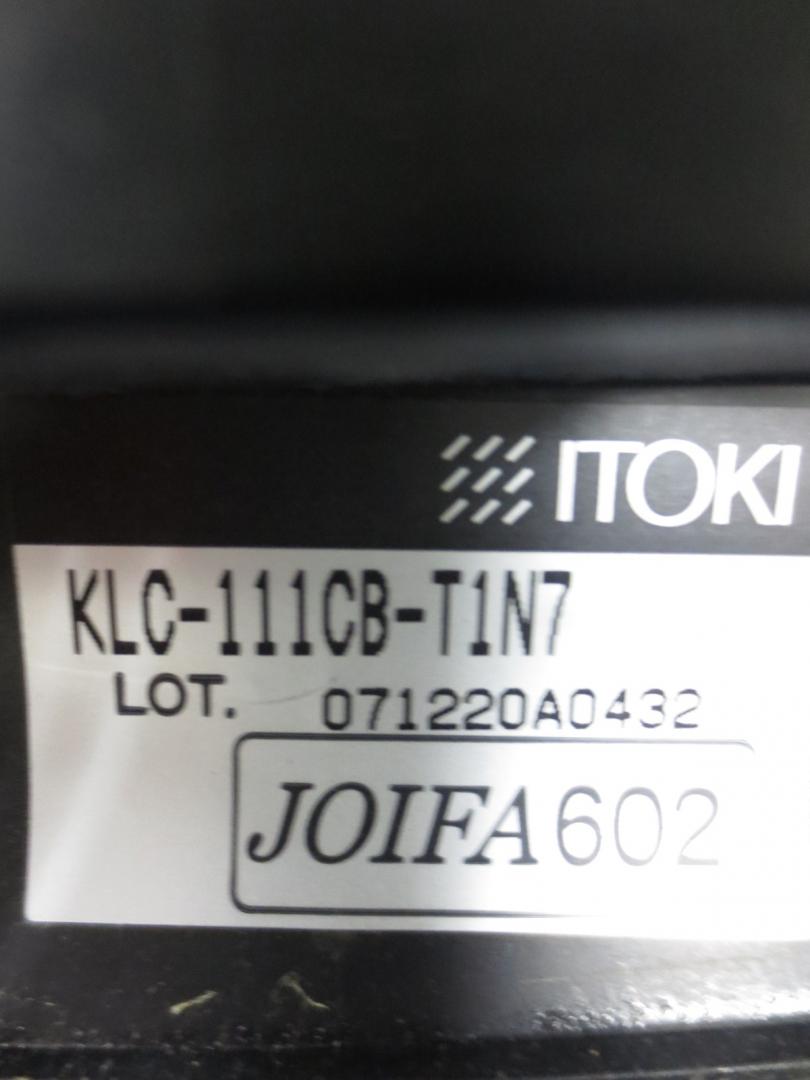 ITOKI
KLC-111CB-T1N7
LOT. 071220A0432
JOIFA602